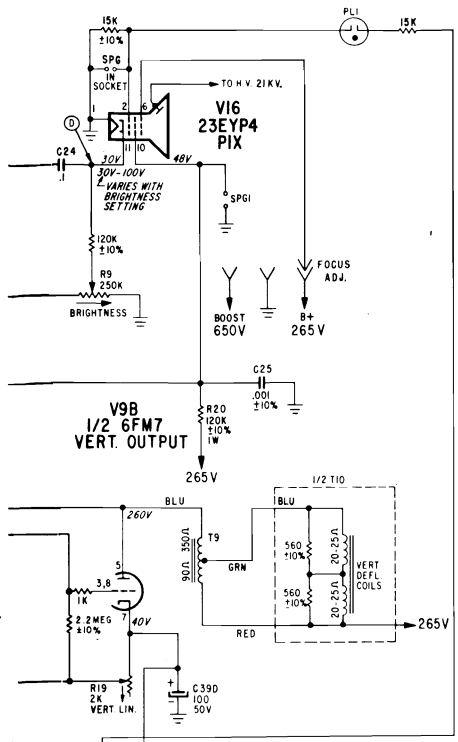 15K
±10%
PL1
15K
SPG
IN
SOCKET
TO H.V. 21KV.
1
2
6
V16
23EYP4
PIX
D
11
10
C24
.1
30V
48V
30V-100V
VARIES WITH
BRIGHTNESS
SETTING
SPG1
120K
±10%
FOCUS
ADJ.
R9
250K
BRIGHTNESS
BOOST
650V
B+
265V
C25
.001
±10%
V9B
1/2 6FM7
VERT. OUTPUT
R20
120K
±10%
1W
265V
1/2 T10
BLU
BLU
260V
T9
90Ω 350Ω
GRN
560
±10%
20-25Ω
VERT
DEFL.
COILS
560
±10%
20-25Ω
5
3,8
1K
7
2.2MEG
±10%
40V
RED
265V
R19
2K
VERT LIN.
+
−
C39D
100
50V